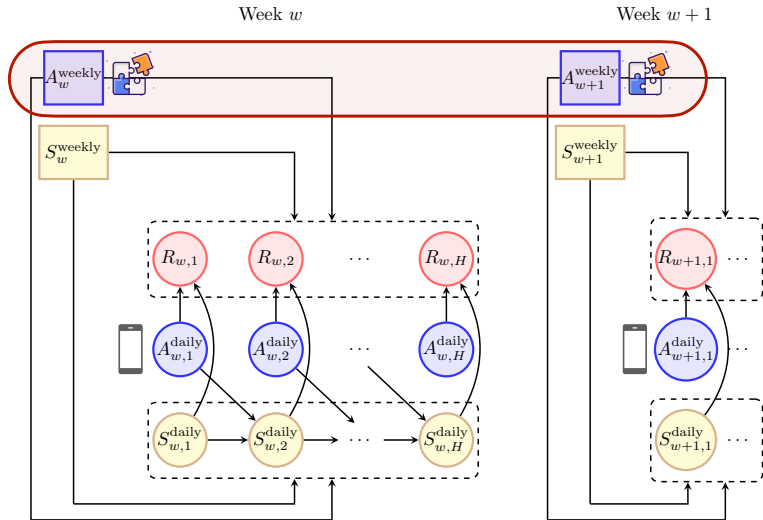 Week w Week w + 1
A_w^weekly A_{w+1}^weekly
S_w^weekly S_{w+1}^weekly
R_{w,1} R_{w,2} ... R_{w,H} R_{w+1,1} ...
A_{w,1}^daily A_{w,2}^daily ... A_{w,H}^daily A_{w+1,1}^daily ...
S_{w,1}^daily S_{w,2}^daily ... S_{w,H}^daily S_{w+1,1}^daily ...